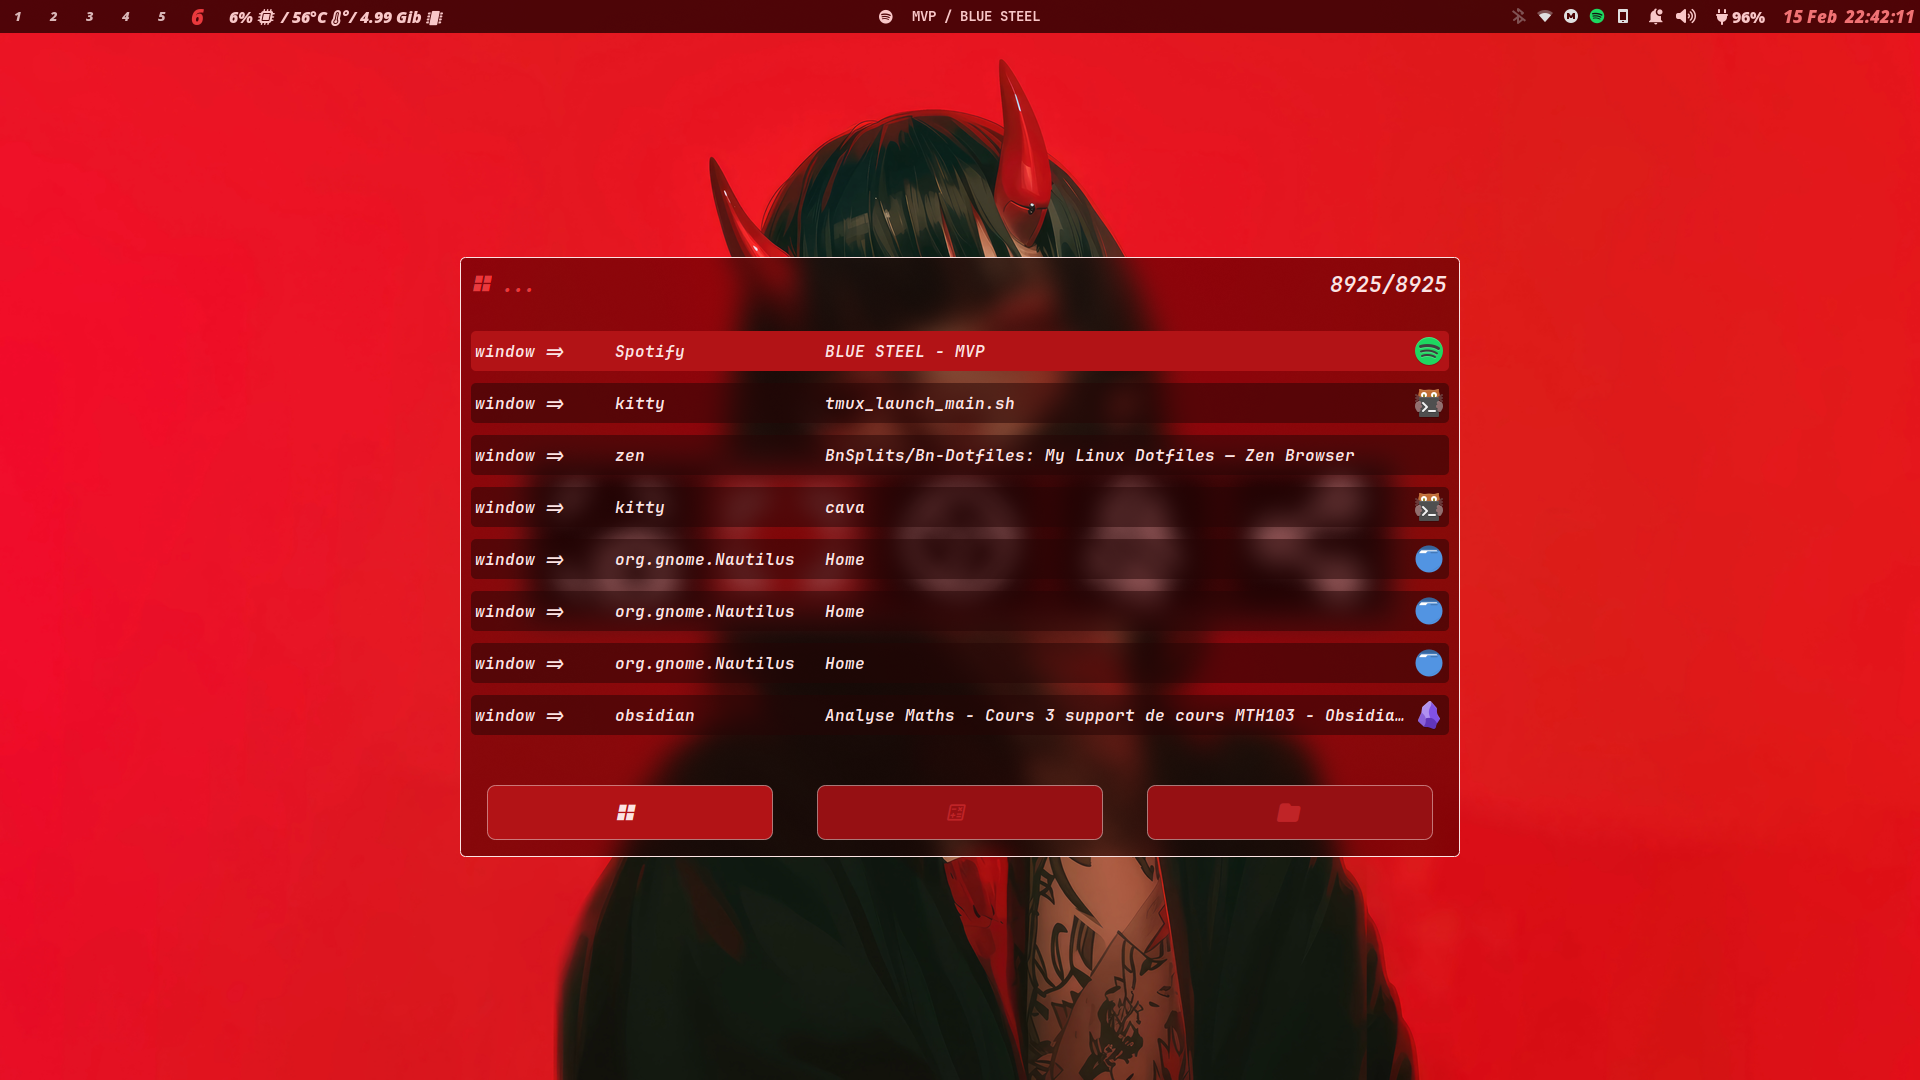 1 2 3 4 5 6 6% / 56°C / 4.99 Gib MVP / BLUE STEEL 96% 15 Feb 22:42:11
... 8925/8925
window => Spotify BLUE STEEL - MVP
window => kitty tmux_launch_main.sh
window => zen BnSplits/Bn-Dotfiles: My Linux Dotfiles — Zen Browser
window => kitty cava
window => org.gnome.Nautilus Home
window => org.gnome.Nautilus Home
window => org.gnome.Nautilus Home
window => obsidian Analyse Maths - Cours 3 support de cours MTH103 - Obsidia…